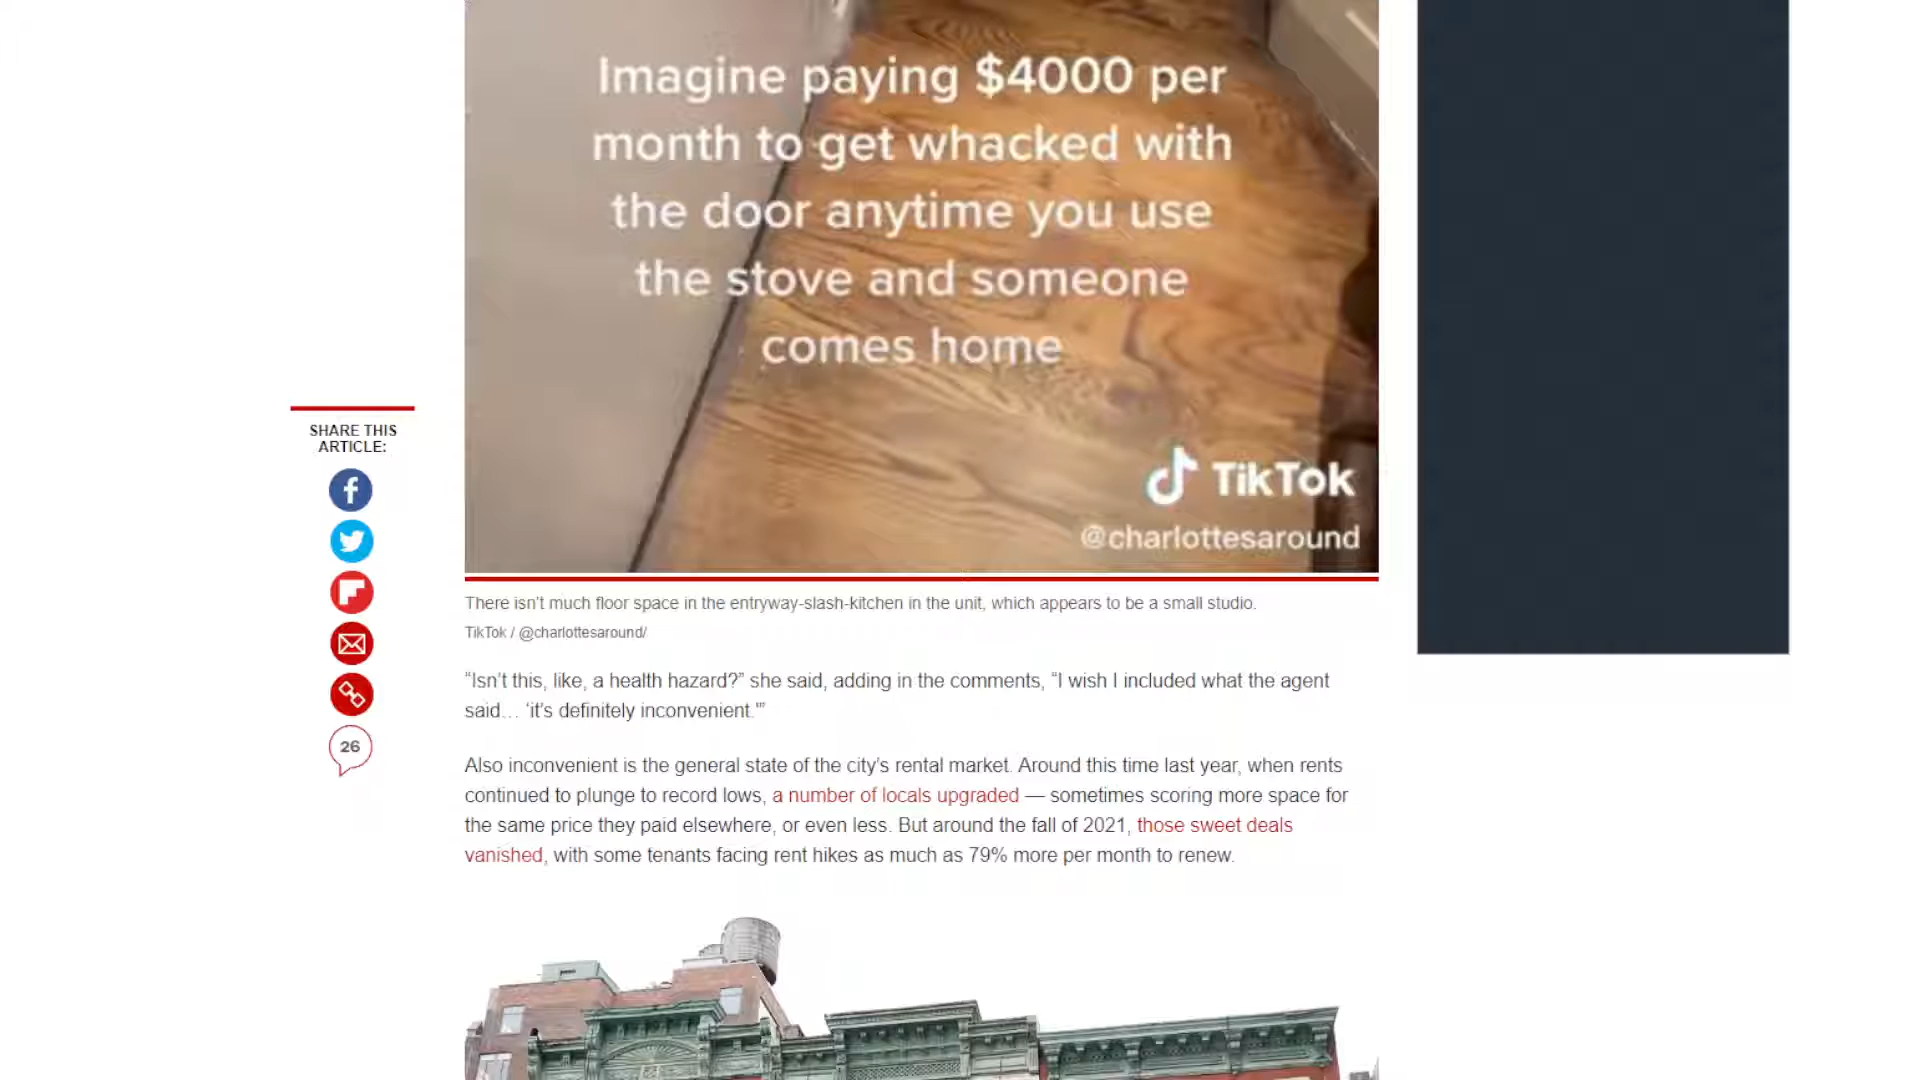 Imagine paying $4000 per
month to get whacked with
the door anytime you use
the stove and someone
comes home
TikTok
@charlottesaround
SHARE THIS
ARTICLE:
26
There isn't much floor space in the entryway-slash-kitchen in the unit, which appears to be a small studio.
TikTok / @charlottesaround/
“Isn’t this, like, a health hazard?” she said, adding in the comments, “I wish I included what the agent
said… ‘it’s definitely inconvenient.’”
Also inconvenient is the general state of the city’s rental market. Around this time last year, when rents
continued to plunge to record lows, a number of locals upgraded — sometimes scoring more space for
the same price they paid elsewhere, or even less. But around the fall of 2021, those sweet deals
vanished, with some tenants facing rent hikes as much as 79% more per month to renew.